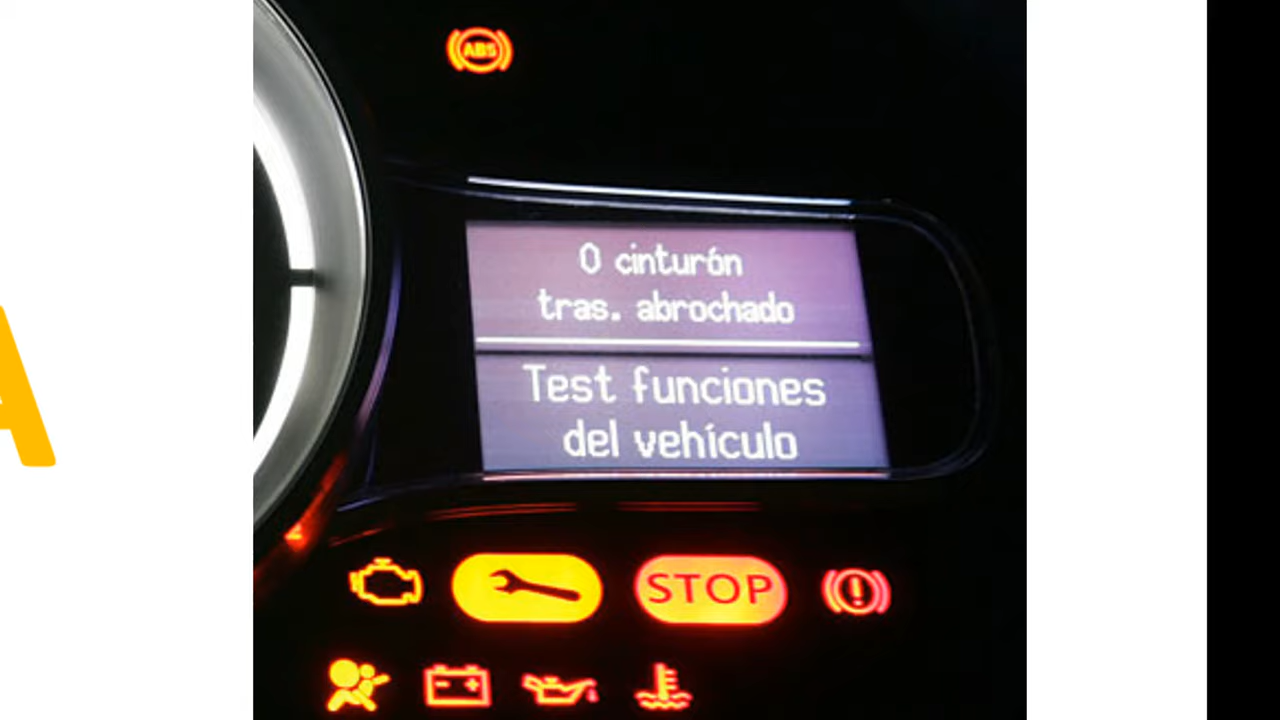 A
ABS
0 cinturón
tras. abrochado
Test funciones
del vehículo
STOP